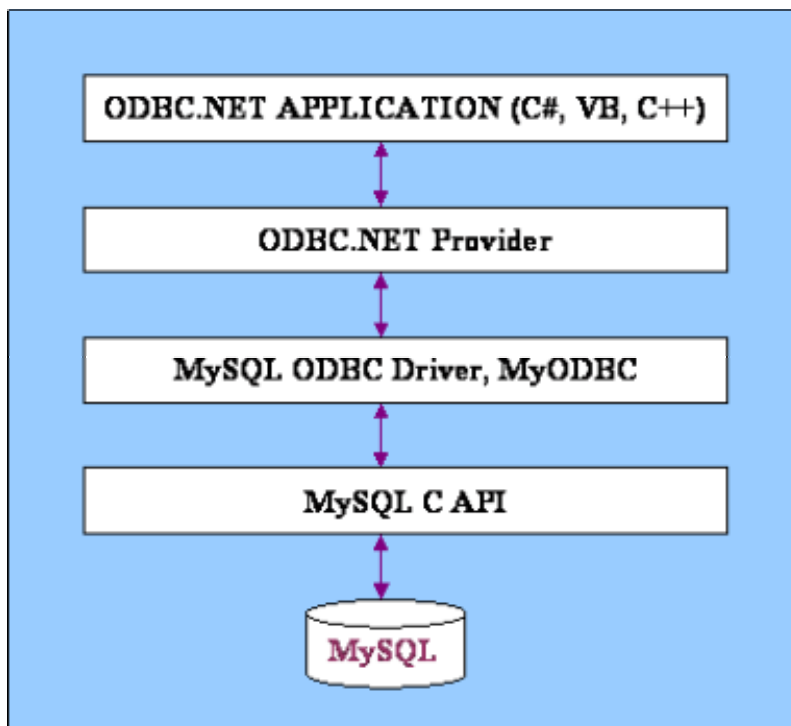 ODBC.NET APPLICATION (C#, VB, C++)
ODBC.NET Provider
MySQL ODBC Driver, MyODBC
MySQL C API
MySQL